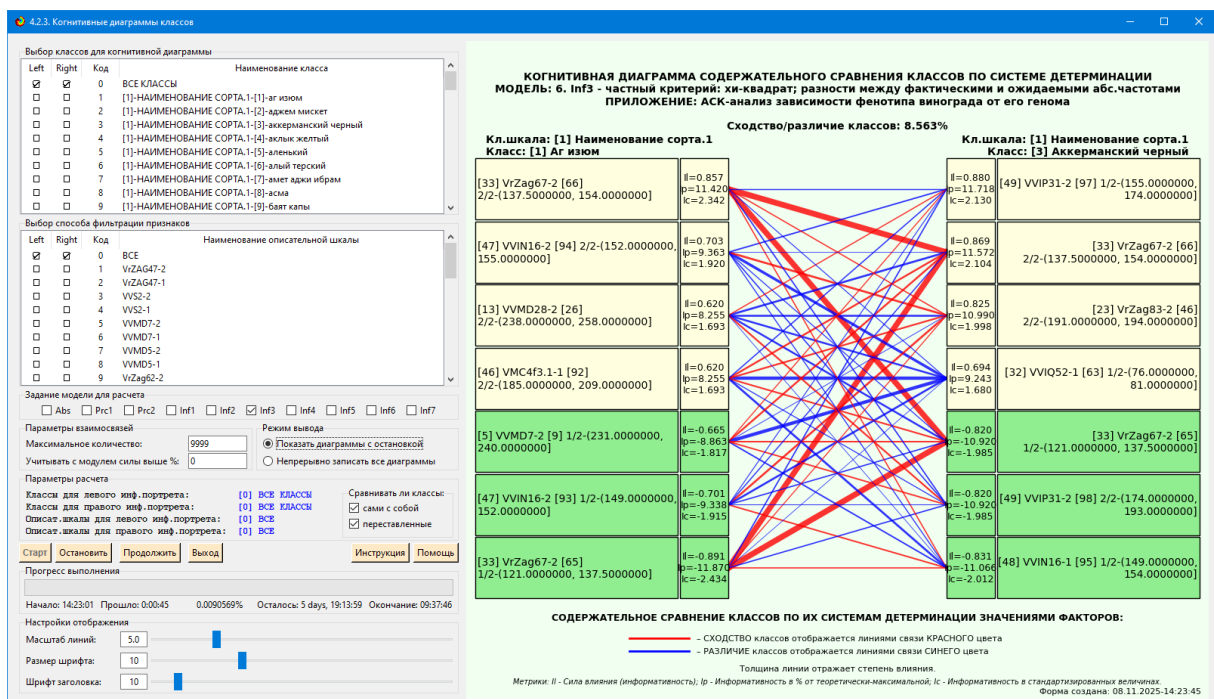 4.2.3. Когнитивные диаграммы классов
Выбор классов для когнитивной диаграммы
Left Right Код Наименование класса
0 ВСЕ КЛАССЫ
1 [1]-НАИМЕНОВАНИЕ СОРТА.1-[1]-аг изюм
2 [1]-НАИМЕНОВАНИЕ СОРТА.1-[2]-аджем мискет
3 [1]-НАИМЕНОВАНИЕ СОРТА.1-[3]-аккерманский черный
4 [1]-НАИМЕНОВАНИЕ СОРТА.1-[4]-аклык желтый
5 [1]-НАИМЕНОВАНИЕ СОРТА.1-[5]-аленький
6 [1]-НАИМЕНОВАНИЕ СОРТА.1-[6]-алый терский
7 [1]-НАИМЕНОВАНИЕ СОРТА.1-[7]-амет аджи ибрам
8 [1]-НАИМЕНОВАНИЕ СОРТА.1-[8]-асма
9 [1]-НАИМЕНОВАНИЕ СОРТА.1-[9]-баят капы
Выбор способа фильтрации признаков
Left Right Код Наименование описательной шкалы
0 ВСЕ
1 VrZAG47-2
2 VrZAG47-1
3 VVS2-2
4 VVS2-1
5 VVMD7-2
6 VVMD7-1
7 VVMD5-2
8 VVMD5-1
9 VrZag62-2
Задание модели для расчета
Abs Prc1 Prc2 Inf1 Inf2 Inf3 Inf4 Inf5 Inf6 Inf7
Параметры взаимосвязей
Максимальное количество: 9999
Учитывать с модулем силы выше %: 0
Режим вывода
Показать диаграммы с остановкой
Непрерывно записать все диаграммы
Параметры расчета
Классы для левого инф.портрета: [0] ВСЕ КЛАССЫ
Классы для правого инф.портрета: [0] ВСЕ КЛАССЫ
Описат.шкалы для левого инф.портрета: [0] ВСЕ
Описат.шкалы для правого инф.портрета: [0] ВСЕ
Сравнивать ли классы:
сами с собой
переставленные
Старт Остановить Продолжить Выход Инструкция Помощь
Прогресс выполнения
Начало: 14:23:01 Прошло: 0:00:45 0.0090569% Осталось: 5 days, 19:13:59 Окончание: 09:37:46
Настройки отображения
Масштаб линий: 5.0
Размер шрифта: 10
Шрифт заголовка: 10
КОГНИТИВНАЯ ДИАГРАММА СОДЕРЖАТЕЛЬНОГО СРАВНЕНИЯ КЛАССОВ ПО СИСТЕМЕ ДЕТЕРМИНАЦИИ
МОДЕЛЬ: 6. Inf3 - частный критерий: хи-квадрат; разности между фактическими и ожидаемыми абс.частотами
ПРИЛОЖЕНИЕ: АСК-анализ зависимости фенотипа винограда от его генома
Сходство/различие классов: 8.563%
Кл.шкала: [1] Наименование сорта.1
Класс: [1] Аг изюм
Кл.шкала: [1] Наименование сорта.1
Класс: [3] Аккерманский черный
[33] VrZag67-2 [66]
2/2-(137.5000000, 154.0000000]
Il=0.857
Ip=11.420
Ic=2.342
[47] VVIN16-2 [94] 2/2-(152.0000000,
155.0000000]
Il=0.703
Ip=9.363
Ic=1.920
[13] VVMD28-2 [26]
2/2-(238.0000000, 258.0000000]
Il=0.620
Ip=8.255
Ic=1.693
[46] VMC4f3.1-1 [92]
2/2-(185.0000000, 209.0000000]
Il=0.620
Ip=8.255
Ic=1.693
[5] VVMD7-2 [9] 1/2-(231.0000000,
240.0000000]
Il=-0.665
Ip=-8.863
Ic=-1.817
[47] VVIN16-2 [93] 1/2-(149.0000000,
152.0000000]
Il=-0.701
Ip=-9.338
Ic=-1.915
[33] VrZag67-2 [65]
1/2-(121.0000000, 137.5000000]
Il=-0.891
Ip=-11.870
Ic=-2.434
Il=0.880
Ip=11.718
Ic=2.130
[49] VVIP31-2 [97] 1/2-(155.0000000,
174.0000000]
Il=0.869
Ip=11.572
Ic=2.104
[33] VrZag67-2 [66]
2/2-(137.5000000, 154.0000000]
Il=0.825
Ip=10.990
Ic=1.998
[23] VrZag83-2 [46]
2/2-(191.0000000, 194.0000000]
Il=0.694
Ip=9.243
Ic=1.680
[32] VVIQ52-1 [63] 1/2-(76.0000000,
81.0000000]
Il=-0.820
Ip=-10.920
Ic=-1.985
[33] VrZag67-2 [65]
1/2-(121.0000000, 137.5000000]
Il=-0.820
Ip=-10.920
Ic=-1.985
[49] VVIP31-2 [98] 2/2-(174.0000000,
193.0000000]
Il=-0.831
Ip=-11.066
Ic=-2.012
[48] VVIN16-1 [95] 1/2-(149.0000000,
154.0000000]
СОДЕРЖАТЕЛЬНОЕ СРАВНЕНИЕ КЛАССОВ ПО ИХ СИСТЕМАМ ДЕТЕРМИНАЦИИ ЗНАЧЕНИЯМИ ФАКТОРОВ:
– СХОДСТВО классов отображается линиями связи КРАСНОГО цвета
– РАЗЛИЧИЕ классов отображается линиями связи СИНЕГО цвета
Толщина линии отражает степень влияния.
Метрики: Il - Сила влияния (информативность); Ip - Информативность в % от теоретически-максимальной; Ic - Информативность в стандартизированных величинах.
Форма создана: 08.11.2025-14:23:45